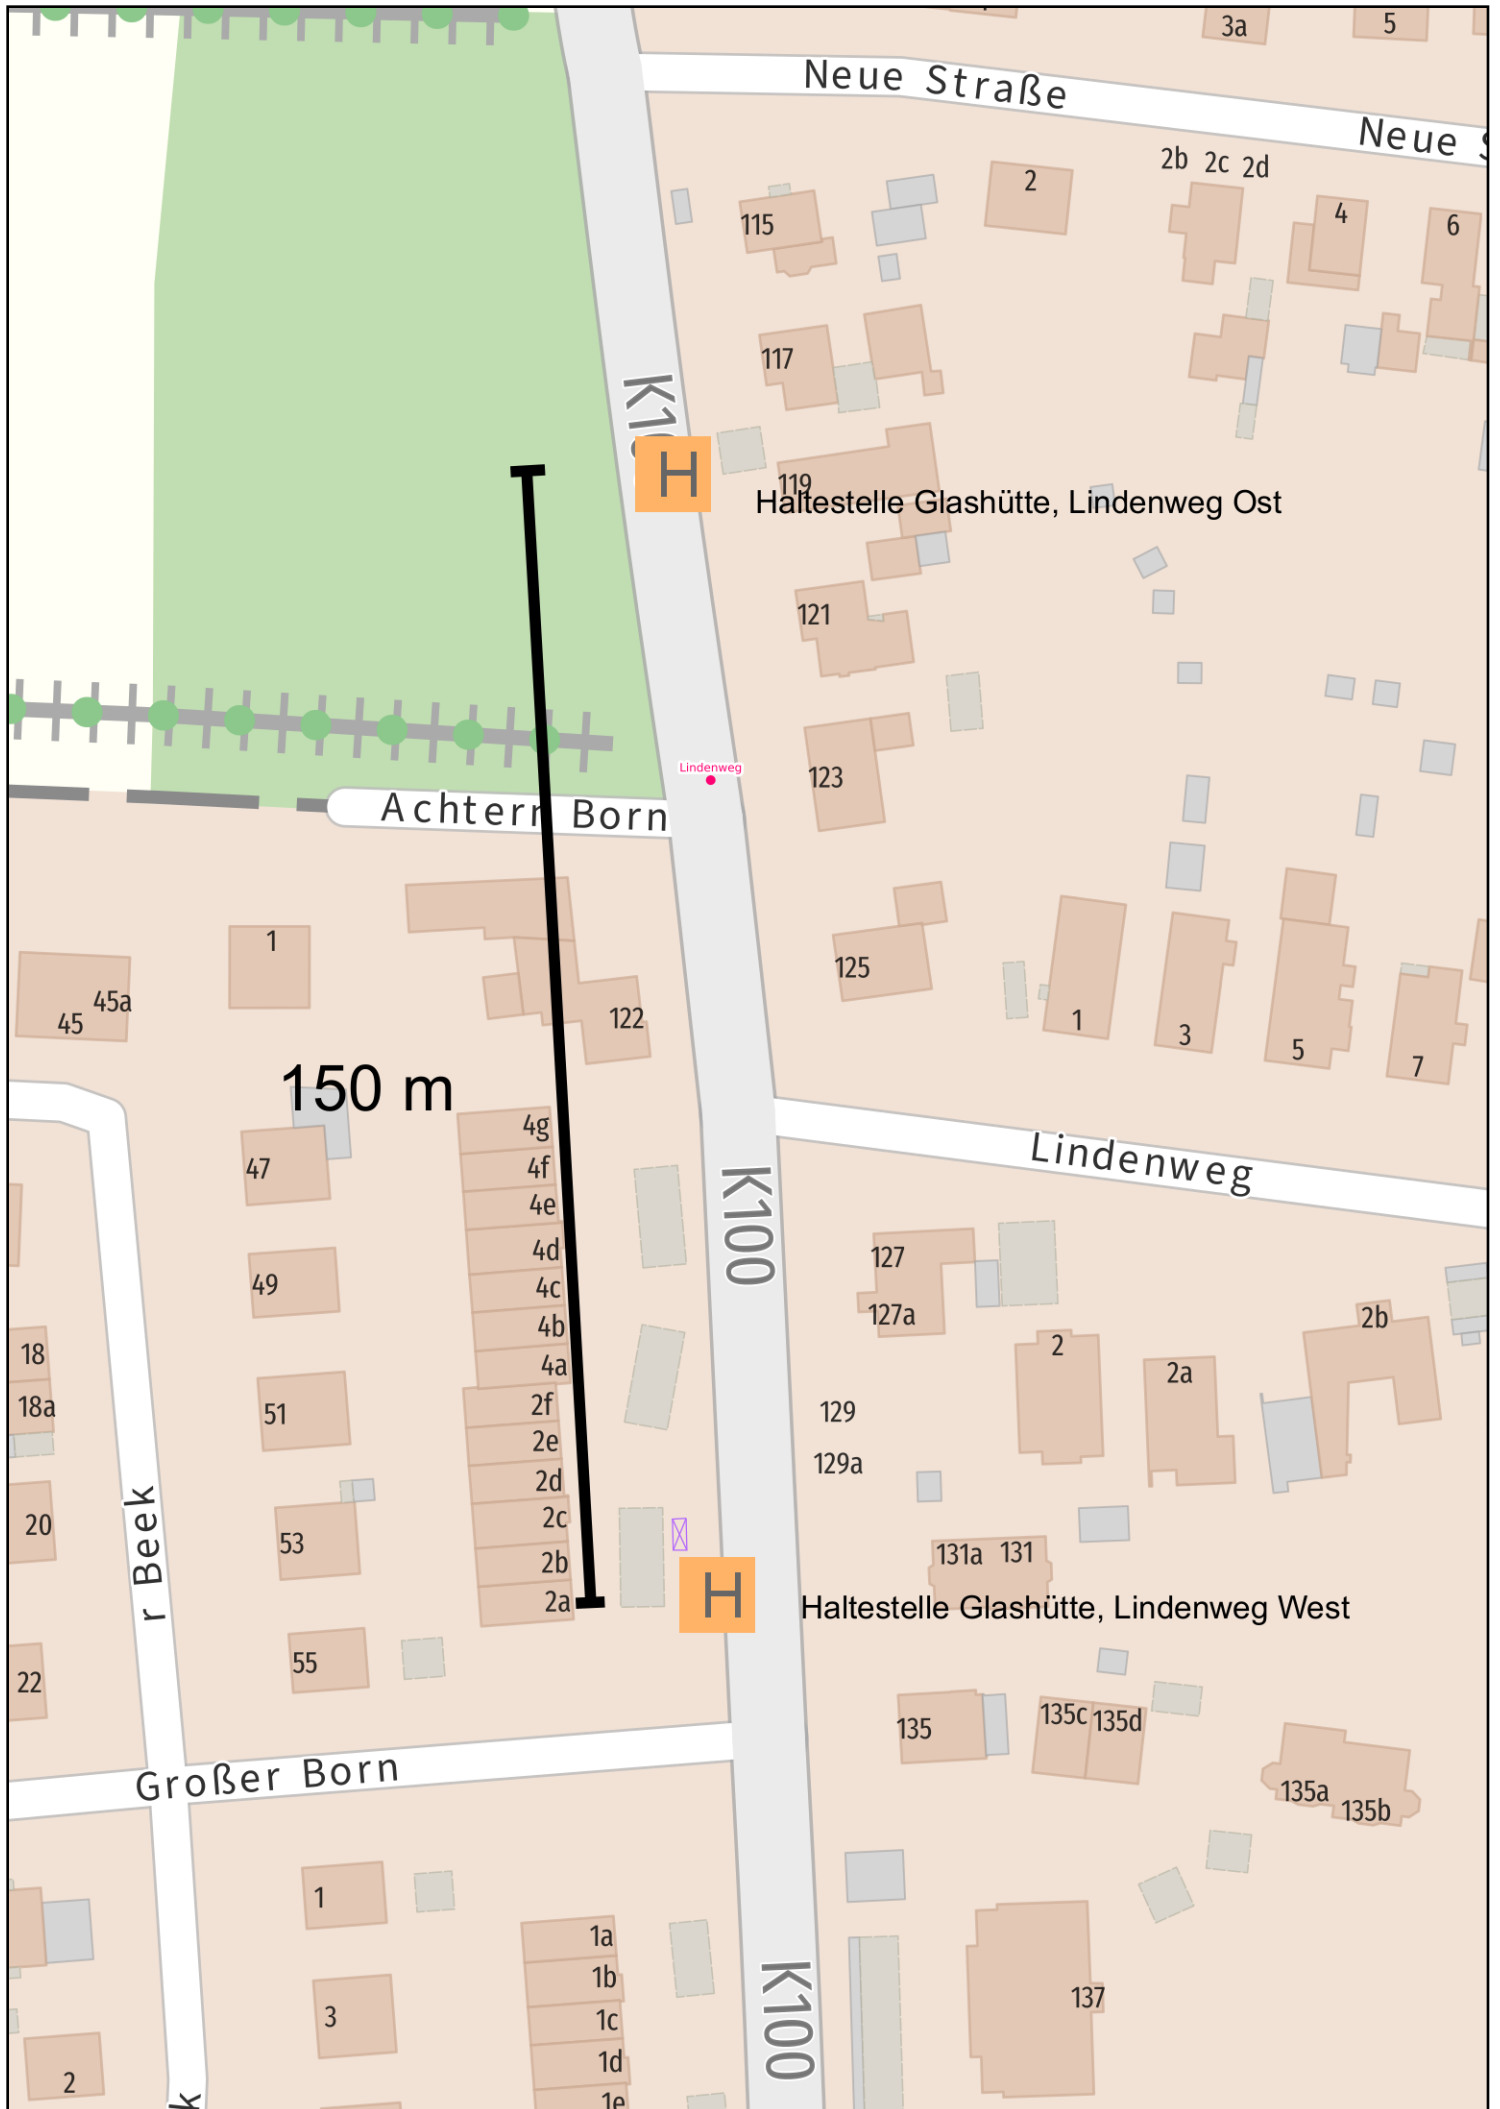 3a
5
Neue Straße
Neue S
2b 2c 2d
2
4
6
115
117
K10
H
119
Haltestelle Glashütte, Lindenweg Ost
121
Lindenweg
123
Achtern Born
1
45a
45
125
122
1
3
5
7
150 m
4g
4f
4e
4d
4c
4b
4a
2f
2e
2d
2c
2b
2a
47
49
51
53
55
K100
Lindenweg
127
127a
2
2a
2b
129
129a
131a 131
18
18a
20
22
r Beek
H
Haltestelle Glashütte, Lindenweg West
135
135c
135d
135a
135b
Großer Born
1
3
2
k
1a
1b
1c
1d
1e
K100
137